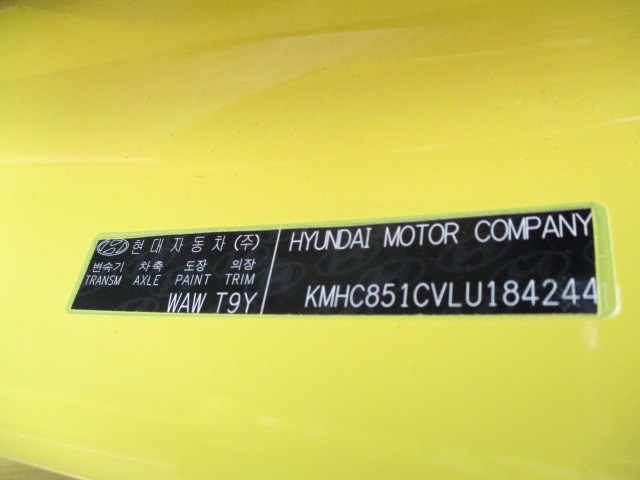 현대자동차(주)
변속기 차축 도장 의장
TRANSM AXLE PAINT TRIM
WAW T9Y
HYUNDAI MOTOR COMPANY
KMHC851CVLU184244